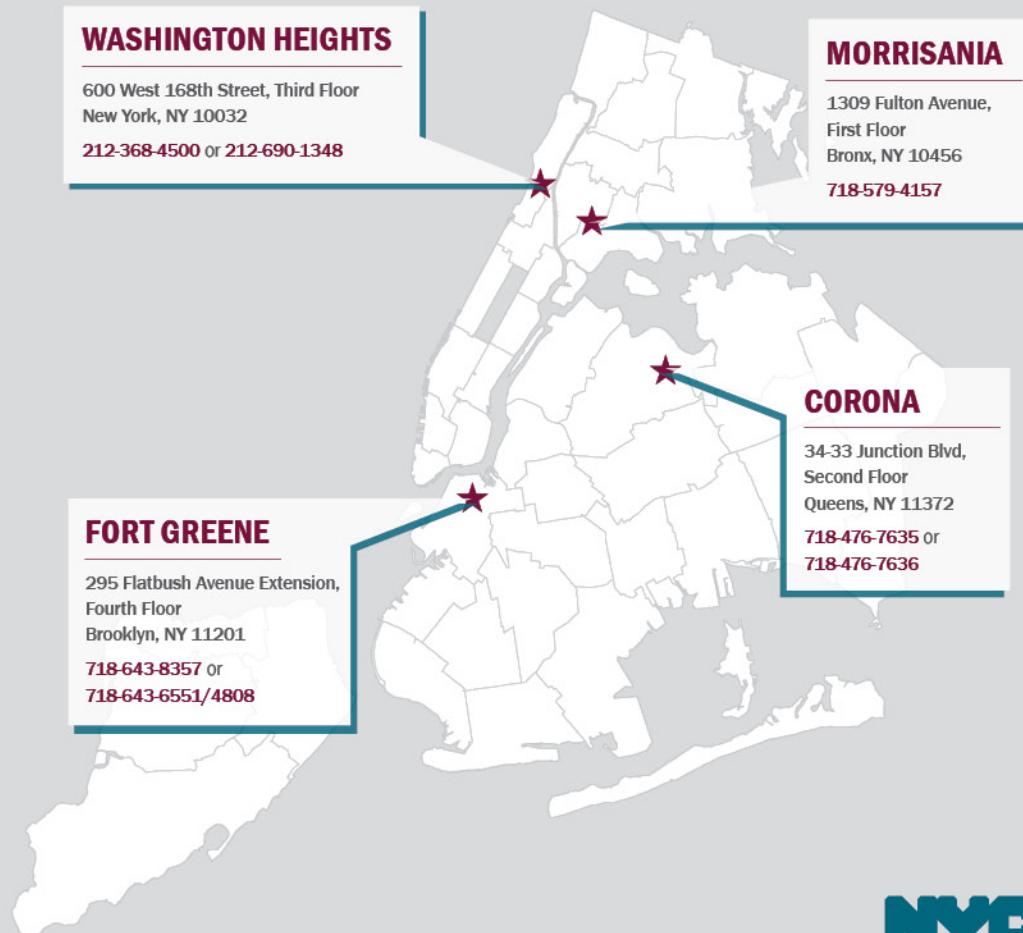 WASHINGTON HEIGHTS
600 West 168th Street, Third Floor
New York, NY 10032
212-368-4500 or 212-690-1348
MORRISANIA
1309 Fulton Avenue,
First Floor
Bronx, NY 10456
718-579-4157
CORONA
34-33 Junction Blvd,
Second Floor
Queens, NY 11372
718-476-7635 or
718-476-7636
FORT GREENE
295 Flatbush Avenue Extension,
Fourth Floor
Brooklyn, NY 11201
718-643-8357 or
718-643-6551/4808
NYC